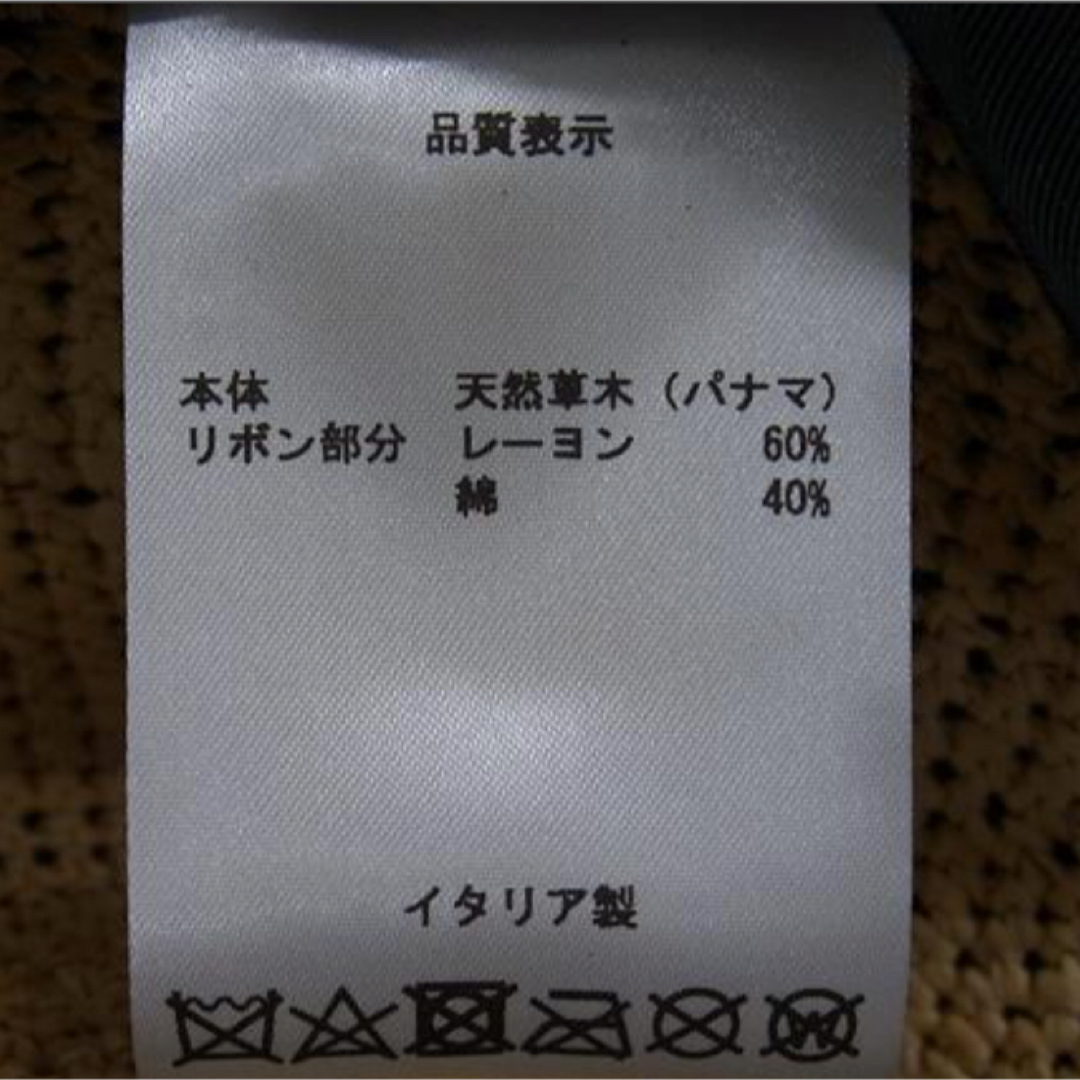 品質表示
本体 天然草木（パナマ）
リボン部分 レーヨン 60%
綿 40%
イタリア製